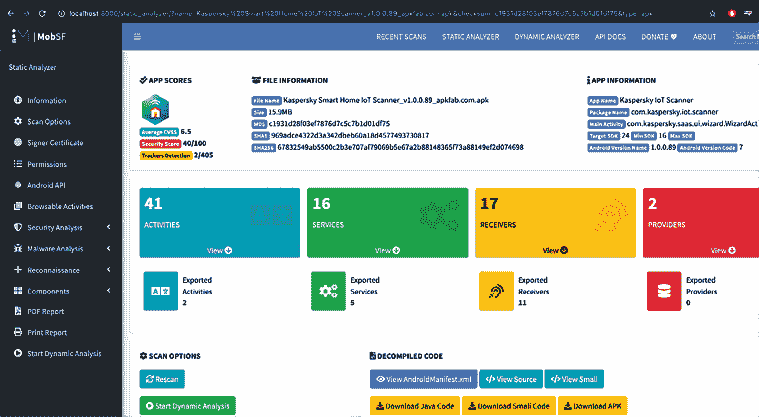 localhost:8000/static_analyzer/?name=Kaspersky%20Smart%20Home%20IoT%20Scanner_v1.0.0.89_apkfab.com.apk
MobSF
RECENT SCANS STATIC ANALYZER DYNAMIC ANALYZER API DOCS DONATE ABOUT Search
Static Analyzer
Information
Scan Options
Signer Certificate
Permissions
Android API
Browsable Activities
Security Analysis
Malware Analysis
Reconnaissance
Components
PDF Report
Print Report
Start Dynamic Analysis
APP SCORES
Average CVSS 6.5
Security Score 40/100
Trackers Detection 2/405
FILE INFORMATION
File Name Kaspersky Smart Home IoT Scanner_v1.0.0.89_apkfab.com.apk
Size 15.9MB
MD5 c1931d28f03ef7876d7c5c7b1d01df75
SHA1
SHA256
APP INFORMATION
App Name Kaspersky IoT Scanner
Package Name com.kaspersky.iot.scanner
Main Activity com.kaspersky.saas.ui.wizard.WizardAct
Target SDK 24 Min SDK 16 Max SDK
Android Version Name 1.0.0.89 Android Version Code 7
41
ACTIVITIES
View
16
SERVICES
View
17
RECEIVERS
View
2
PROVIDERS
View
Exported
Activities
2
Exported
Services
5
Exported
Receivers
11
Exported
Providers
0
SCAN OPTIONS
Rescan
Start Dynamic Analysis
DECOMPILED CODE
View AndroidManifest.xml View Source View Smali
Download Java Code Download Smali Code Download APK